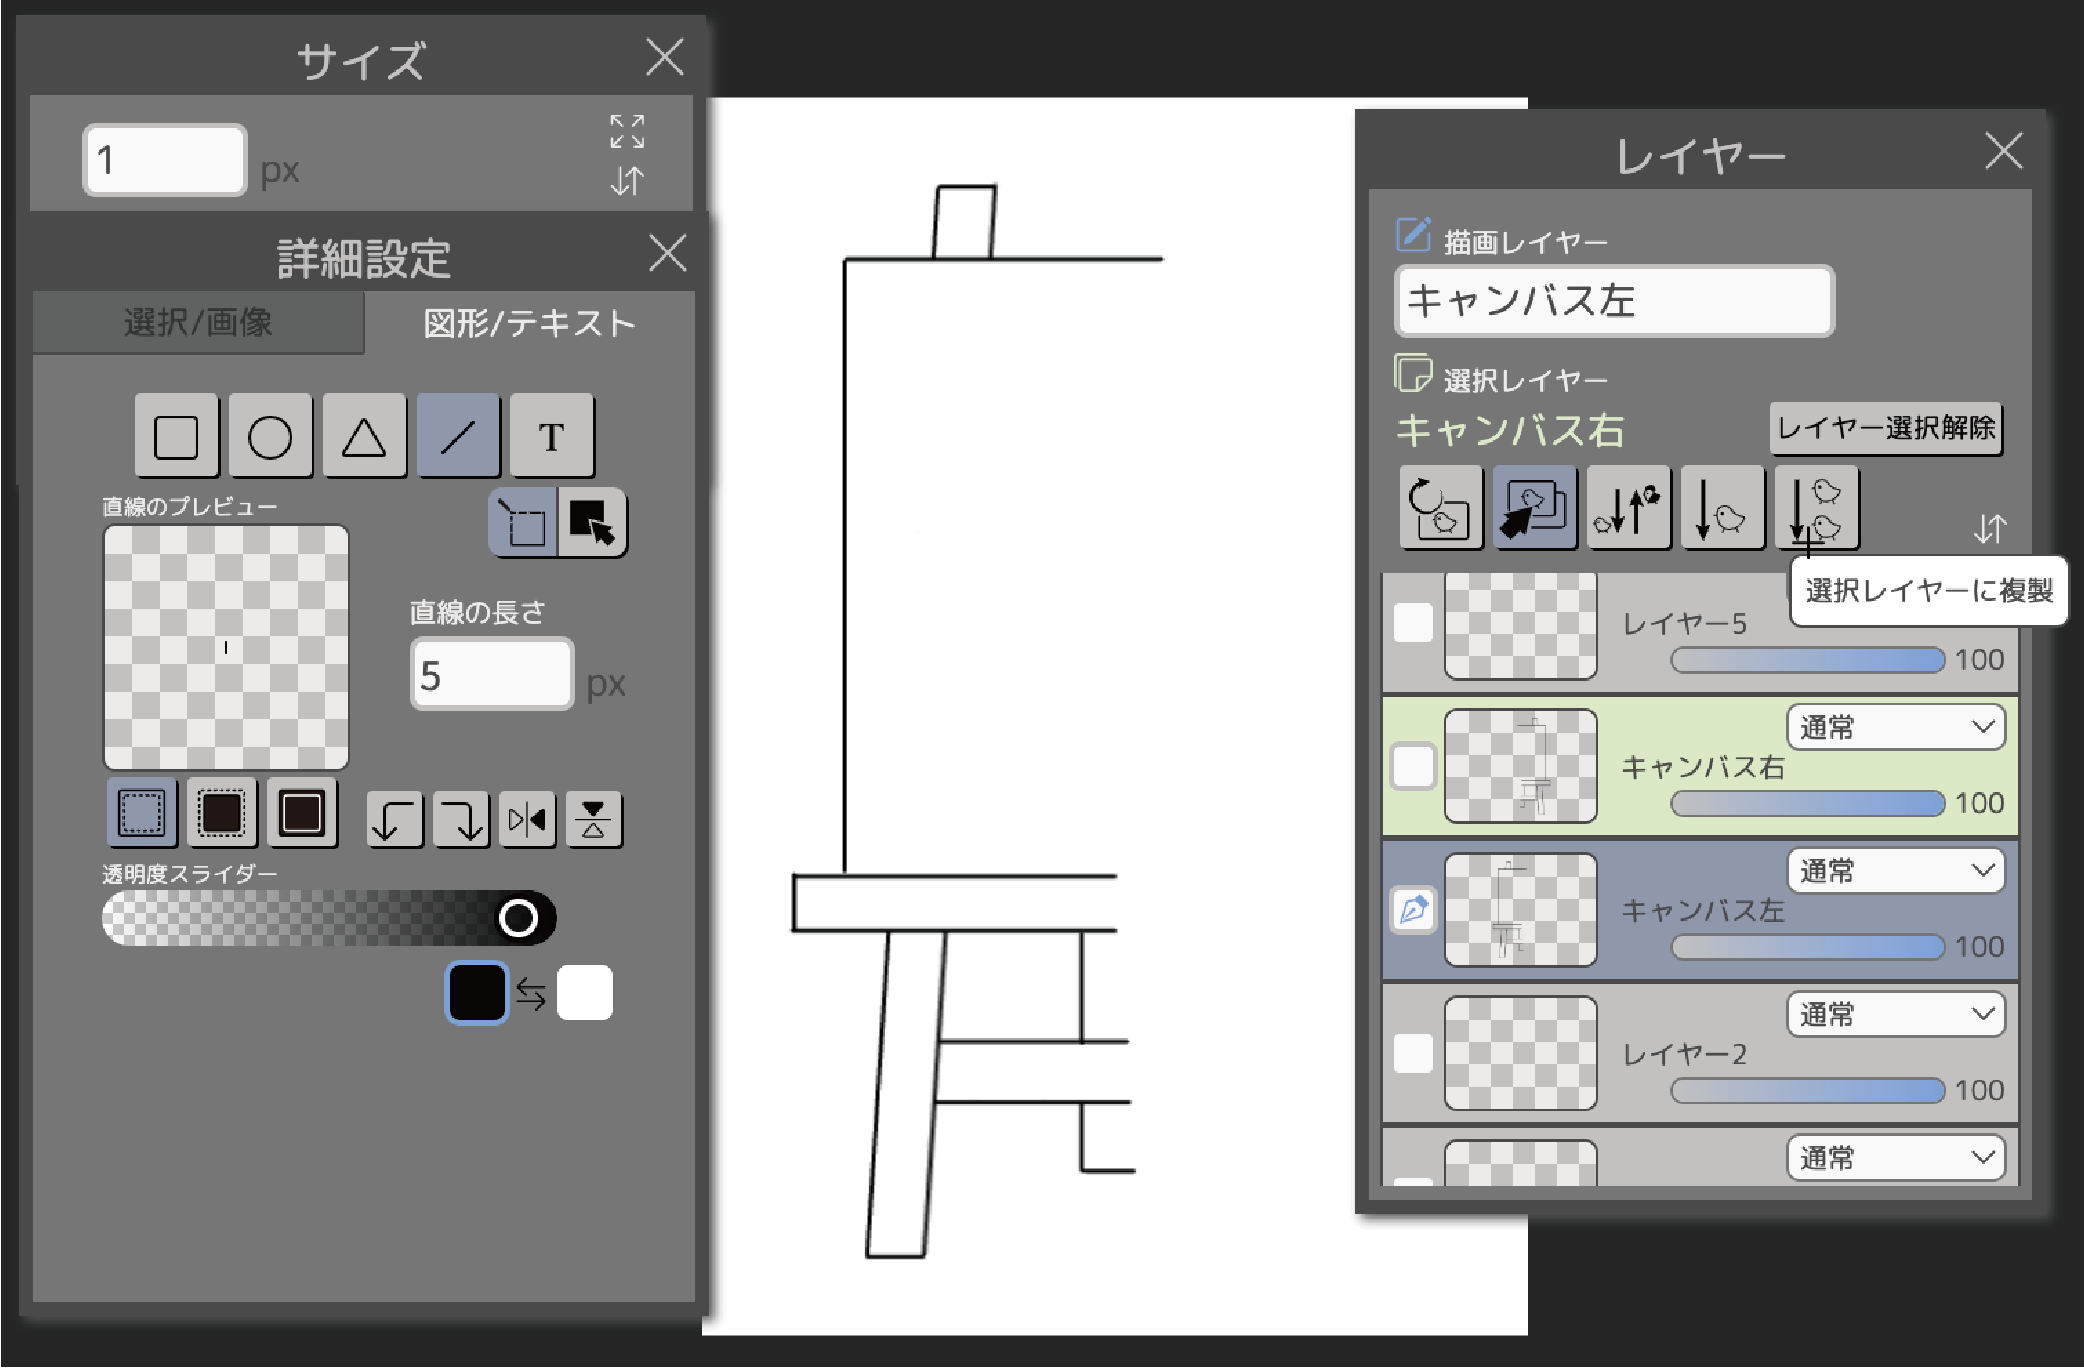 サイズ
1 px
詳細設定
選択/画像
図形/テキスト
T
直線のプレビュー
直線の長さ
5 px
透明度スライダー
レイヤー
描画レイヤー
キャンバス左
選択レイヤー
キャンバス右
レイヤー選択解除
選択レイヤーに複製
レイヤー5
100
通常
キャンバス右
100
通常
キャンバス左
100
通常
レイヤー2
100
通常